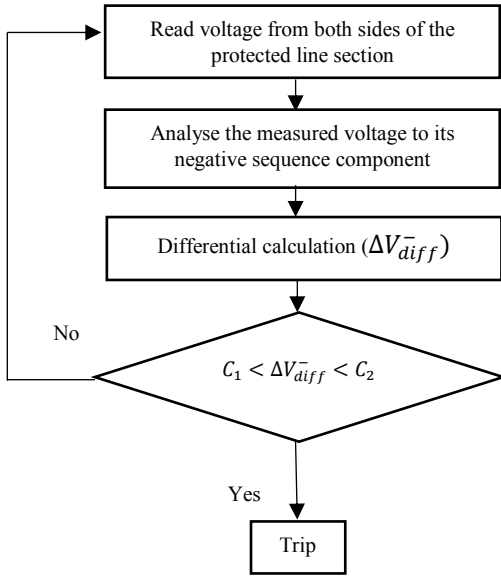 Read voltage from both sides of the
protected line section
Analyse the measured voltage to its
negative sequence component
Differential calculation (ΔV⁻diff)
No
C₁ < ΔV⁻diff < C₂
Yes
Trip